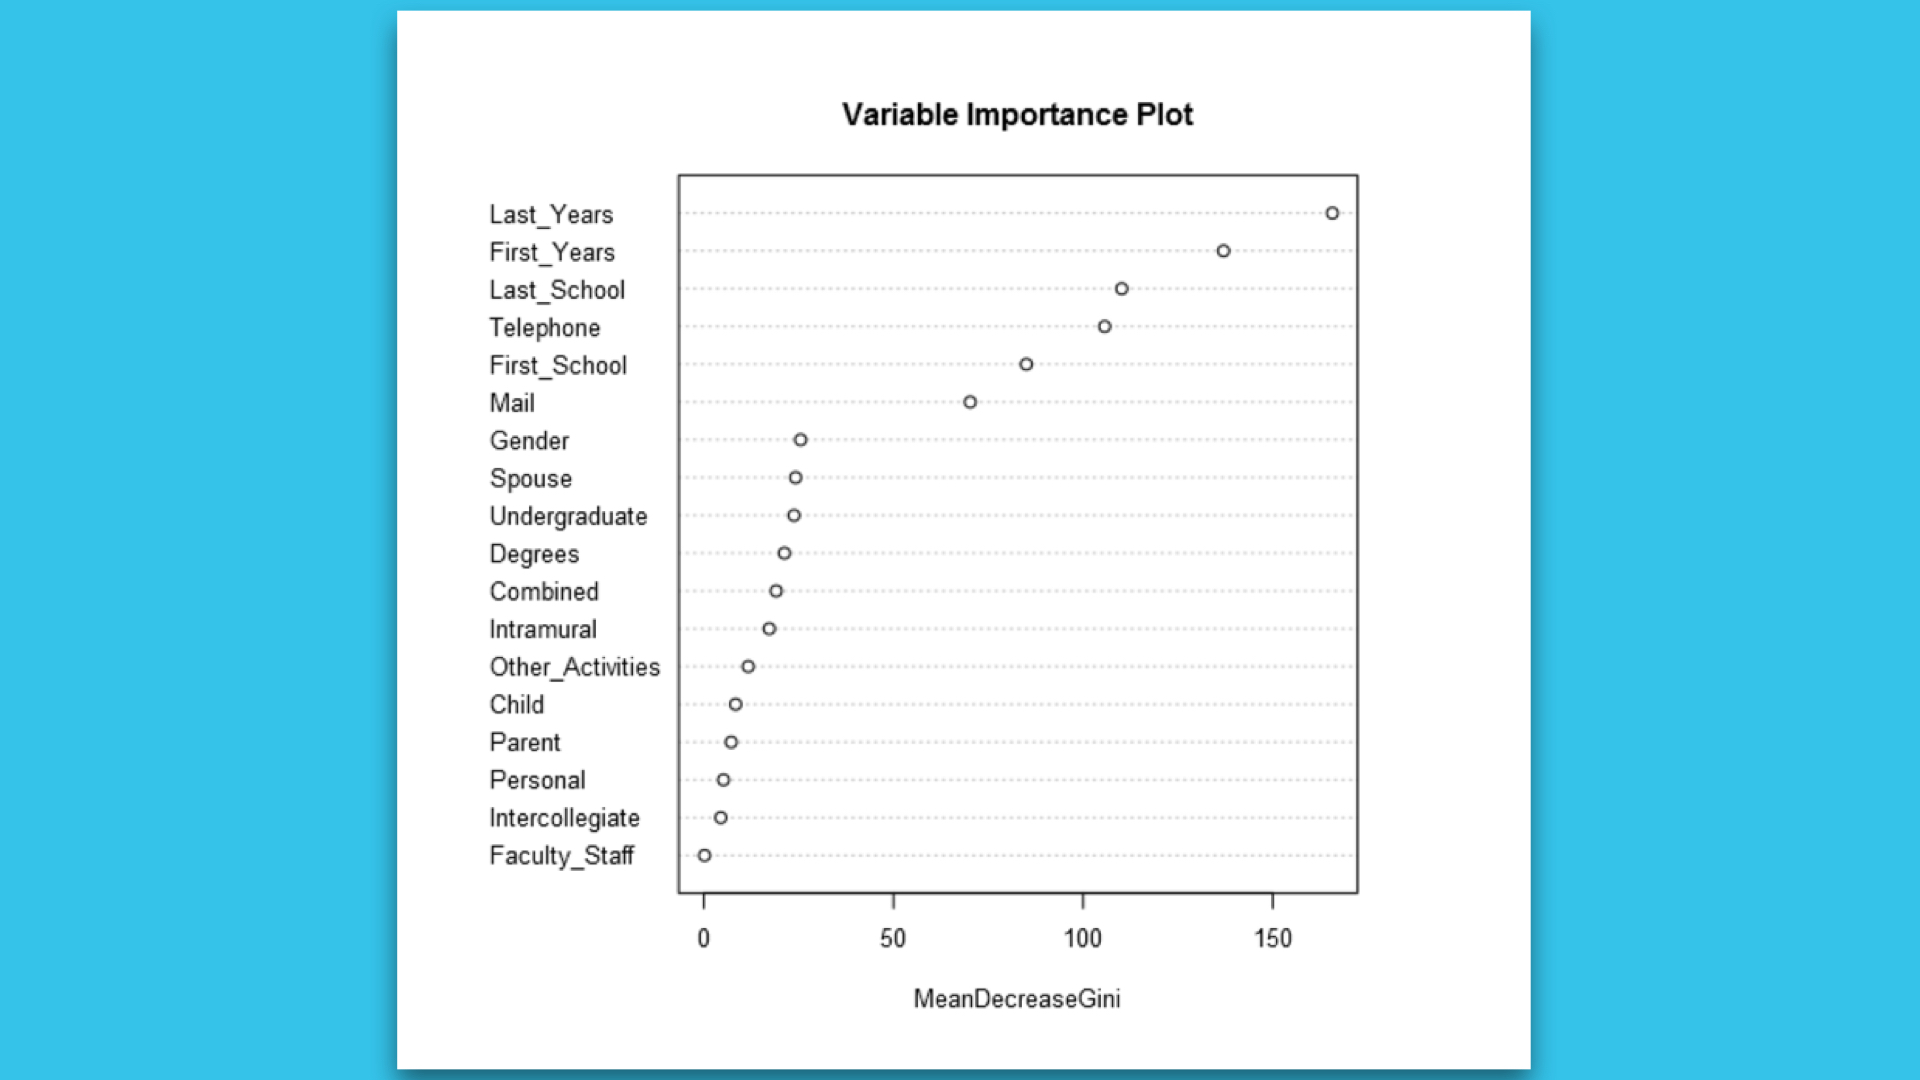 Variable Importance Plot
Last_Years
First_Years
Last_School
Telephone
First_School
Mail
Gender
Spouse
Undergraduate
Degrees
Combined
Intramural
Other_Activities
Child
Parent
Personal
Intercollegiate
Faculty_Staff
0 50 100 150
MeanDecreaseGini